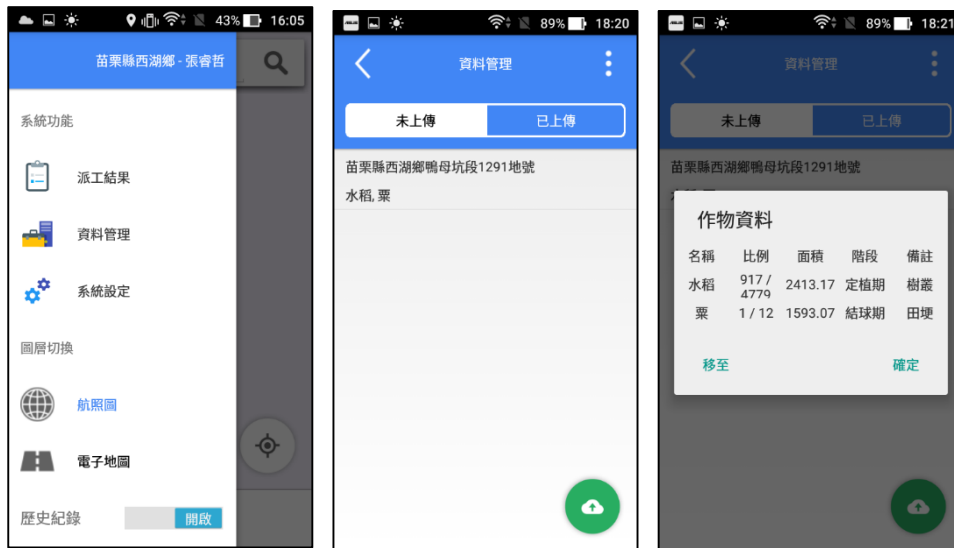 43% 16:05
苗栗縣西湖鄉 - 張睿哲
系統功能
派工結果
資料管理
系統設定
圖層切換
航照圖
電子地圖
歷史紀錄 開啟
89% 18:20
資料管理
未上傳 已上傳
苗栗縣西湖鄉鴨母坑段1291地號
水稻, 粟
89% 18:21
資料管理
未上傳 已上傳
苗栗縣西湖鄉鴨母坑段1291地號
作物資料
名稱 比例 面積 階段 備註
水稻 917 / 4779 2413.17 定植期 樹叢
粟 1 / 12 1593.07 結球期 田埂
移至 確定